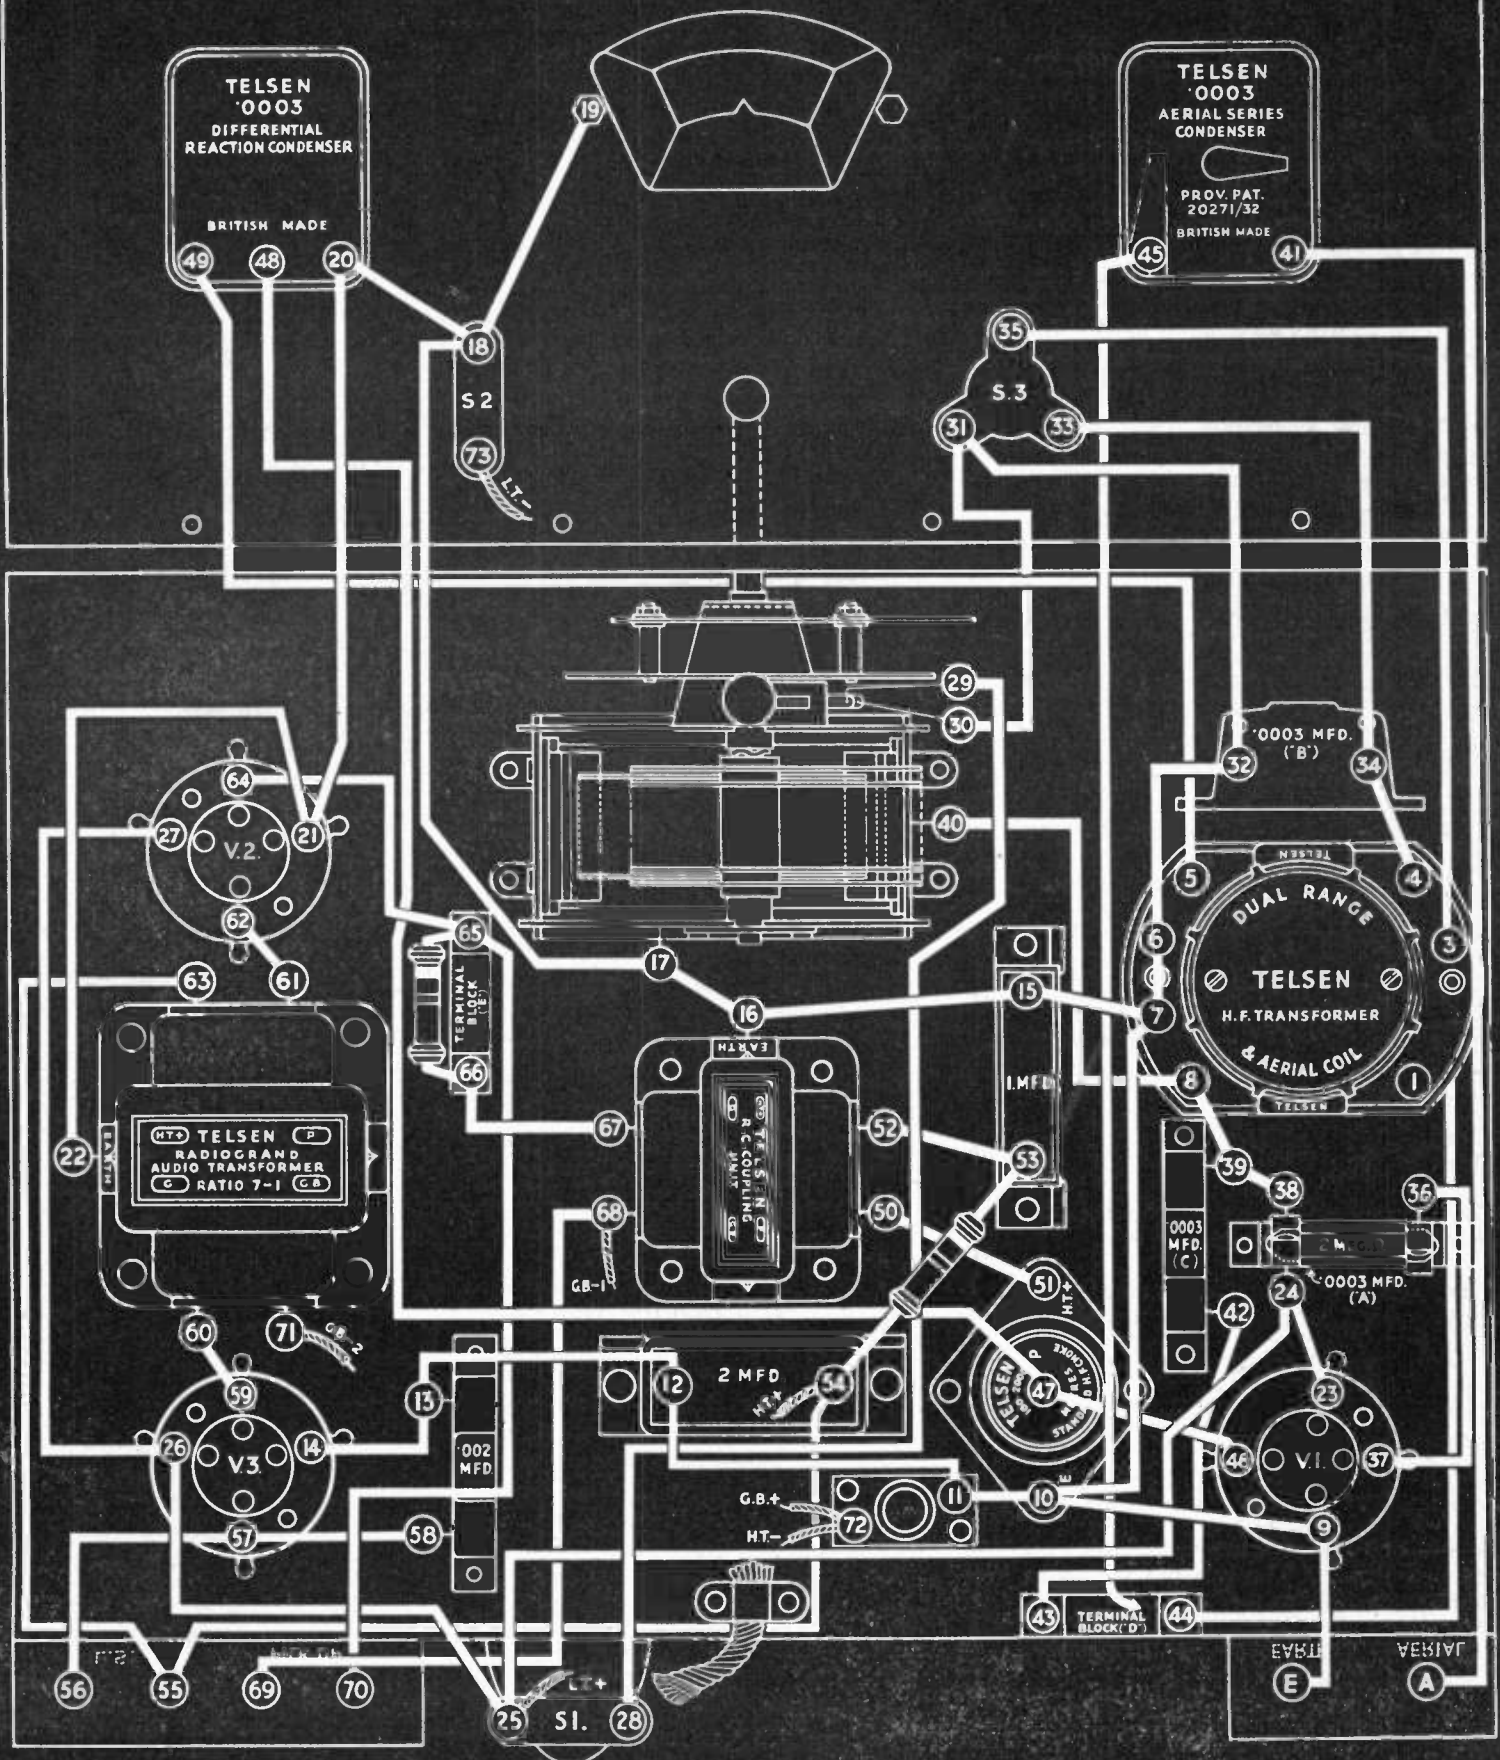 TELSEN
·0003
DIFFERENTIAL
REACTION CONDENSER
BRITISH MADE
49
48
20
19
18
S 2
73
L.T.–
TELSEN
·0003
AERIAL SERIES
CONDENSER
PROV. PAT.
20271/32
BRITISH MADE
45
41
35
S.3
31
33
29
30
40
17
·0003 MFD.
("B")
32
34
TELSEN
5
4
DUAL RANGE
6
3
TELSEN
7
H.F. TRANSFORMER
& AERIAL COIL
8
1
TELSEN
64
27
21
V.2.
62
63
61
65
TERMINAL
BLOCK
("E")
66
22
EARTH
HT+ TELSEN P
RADIOGRAND
AUDIO TRANSFORMER
G RATIO 7-1 GB
60
71
G.B.–2
16
EARTH
TELSEN
R.C. COUPLING
UNIT
67
68
G.B.–1
52
50
15
1.MFD
53
39
38
36
·0003
MFD.
(C)
2 MEG.
·0003 MFD.
("A")
24
42
51
H.T.+
TELSEN
P
STANDARD H.F. CHOKE
47
E
10
13
·002
MFD.
58
12
2 MFD
54
H.T.+
59
26
14
V.3.
57
23
46
V.1.
37
9
G.B.+
H.T.–
11
72
43
TERMINAL
BLOCK("D")
44
L.S.
56
55
69
70
L.T.+
25
S1.
28
EARTH
AERIAL
E
A